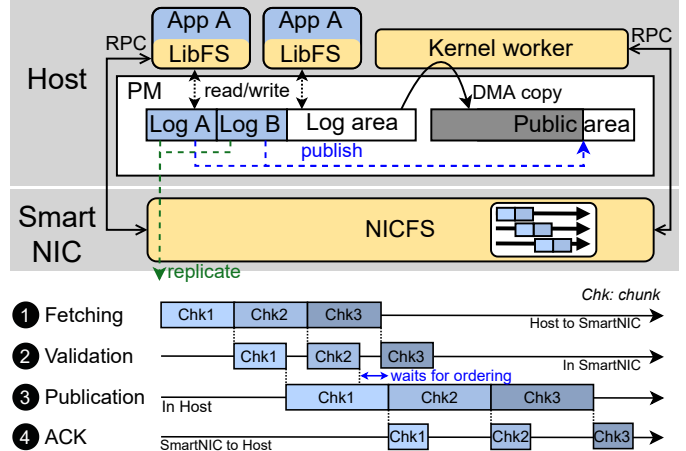 App A
App A
RPC
LibFS
LibFS
Kernel worker
RPC
Host
PM
read/write
DMA copy
Log A
Log B
Log area
Public area
publish
Smart
NIC
NICFS
replicate
Chk: chunk
1 Fetching
Chk1
Chk2
Chk3
Host to SmartNIC
2 Validation
Chk1
Chk2
Chk3
In SmartNIC
waits for ordering
3 Publication
In Host
Chk1
Chk2
Chk3
4 ACK
SmartNIC to Host
Chk1
Chk2
Chk3